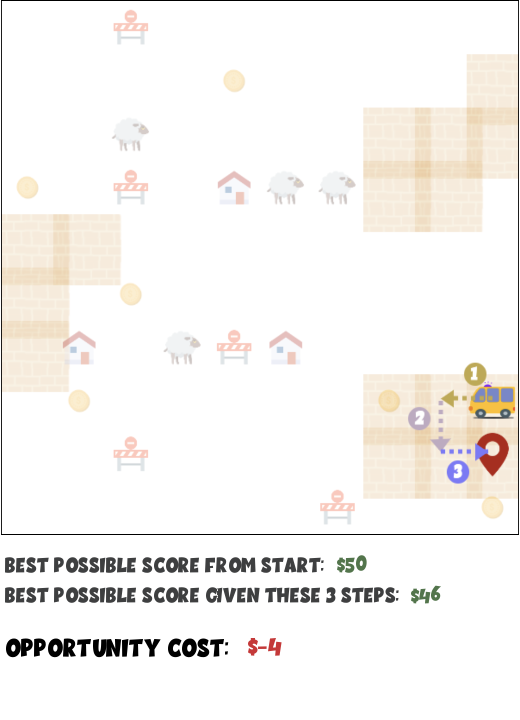 1
2
3
BEST POSSIBLE SCORE FROM START: $50
BEST POSSIBLE SCORE GIVEN THESE 3 STEPS: $46
OPPORTUNITY COST: $-4